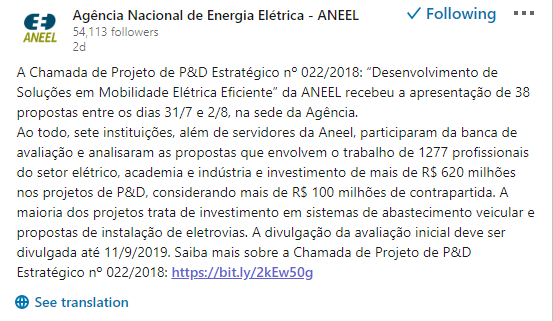 Agência Nacional de Energia Elétrica - ANEEL
✓ Following
...
54,113 followers
2d
ANEEL
A Chamada de Projeto de P&D Estratégico nº 022/2018: “Desenvolvimento de
Soluções em Mobilidade Elétrica Eficiente” da ANEEL recebeu a apresentação de 38
propostas entre os dias 31/7 e 2/8, na sede da Agência.
Ao todo, sete instituições, além de servidores da Aneel, participaram da banca de
avaliação e analisaram as propostas que envolvem o trabalho de 1277 profissionais
do setor elétrico, academia e indústria e investimento de mais de R$ 620 milhões
nos projetos de P&D, considerando mais de R$ 100 milhões de contrapartida. A
maioria dos projetos trata de investimento em sistemas de abastecimento veicular e
propostas de instalação de eletrovias. A divulgação da avaliação inicial deve ser
divulgada até 11/9/2019. Saiba mais sobre a Chamada de Projeto de P&D
Estratégico nº 022/2018: https://bit.ly/2kEw50g
See translation